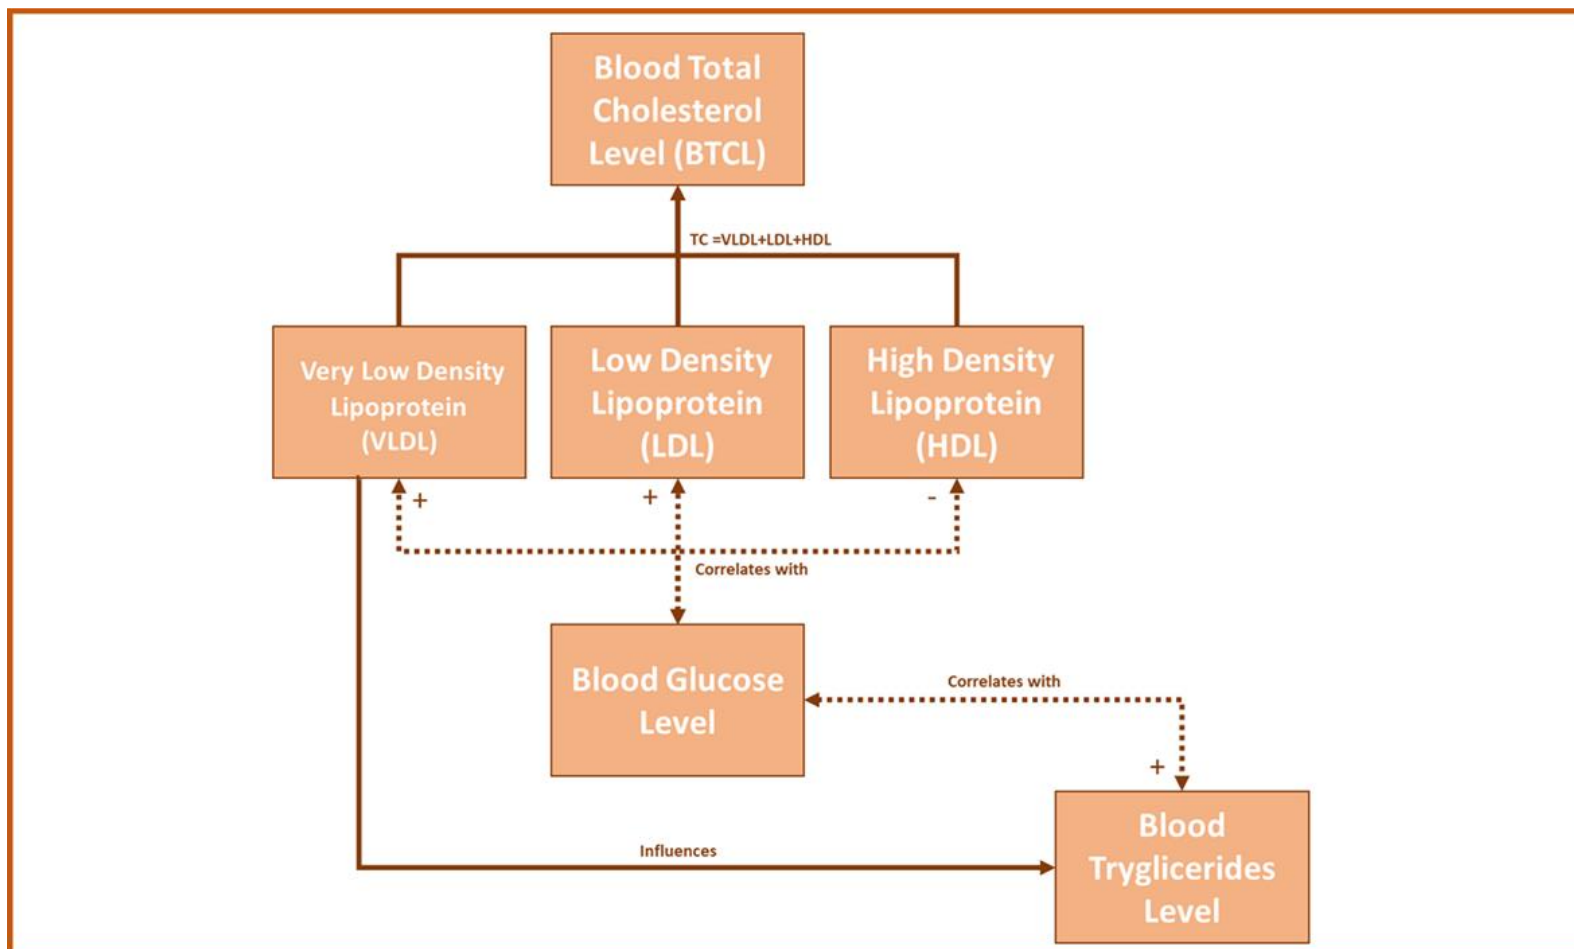 Blood Total
Cholesterol
Level (BTCL)
TC =VLDL+LDL+HDL
Very Low Density
Lipoprotein
(VLDL)
Low Density
Lipoprotein
(LDL)
High Density
Lipoprotein
(HDL)
+
+
-
Correlates with
Blood Glucose
Level
Correlates with
+
Blood
Tryglicerides
Level
Influences